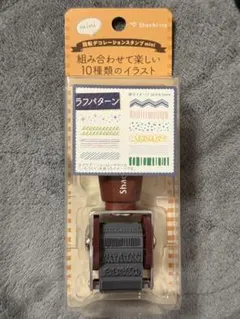 mini
Shachihata
回転デコレーションスタンプmini
組み合わせて楽しい
10種類のイラスト
ラフパターン